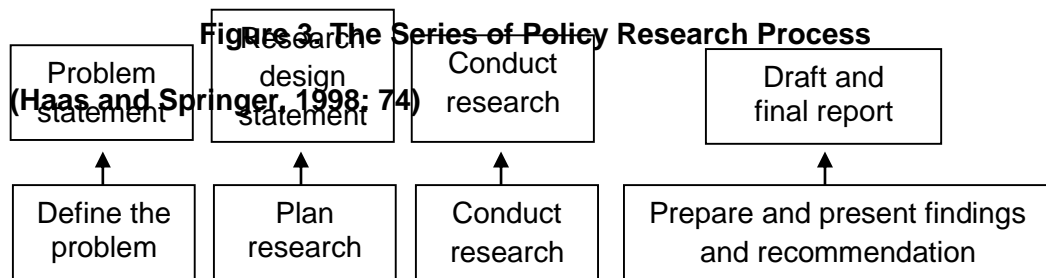 Figure 3. The Series of Policy Research Process
(Haas and Springer, 1998; 74)
Problem
statement
Research
design
statement
Conduct
research
Draft and
final report
Define the
problem
Plan
research
Conduct
research
Prepare and present findings
and recommendation